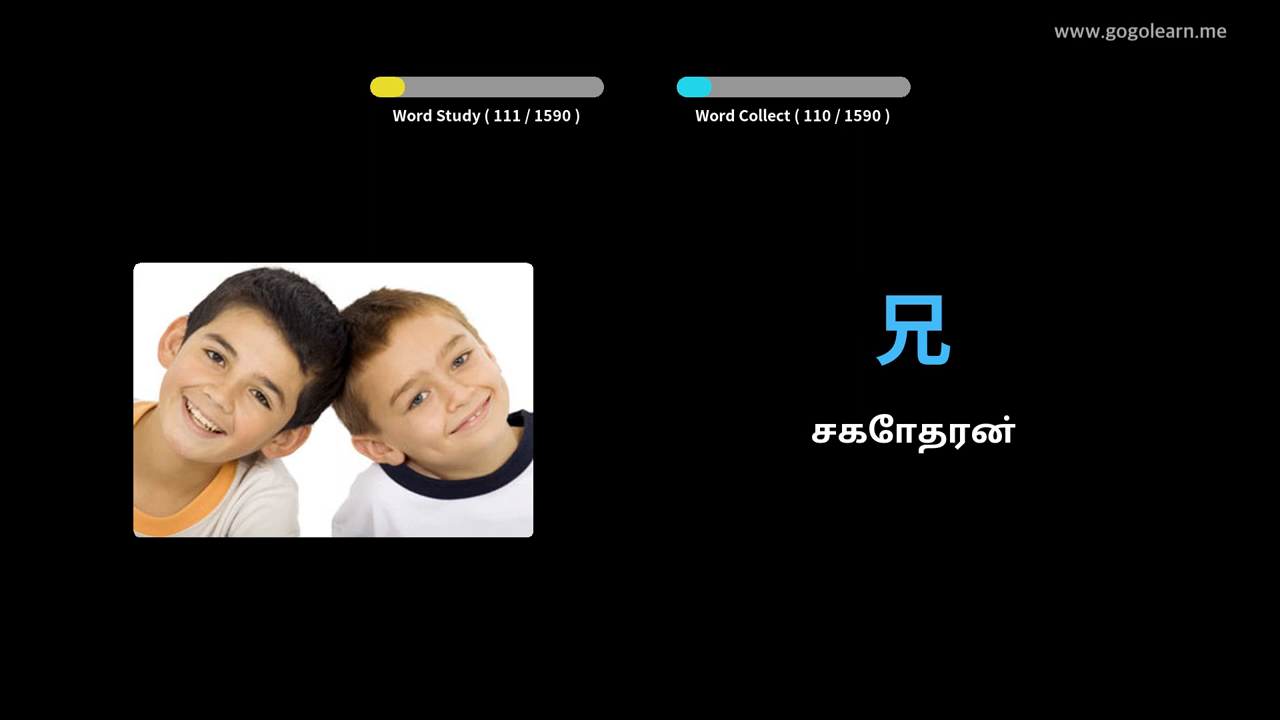 www.gogolearn.me
Word Study ( 111 / 1590 )
Word Collect ( 110 / 1590 )
兄
சகோதரன்